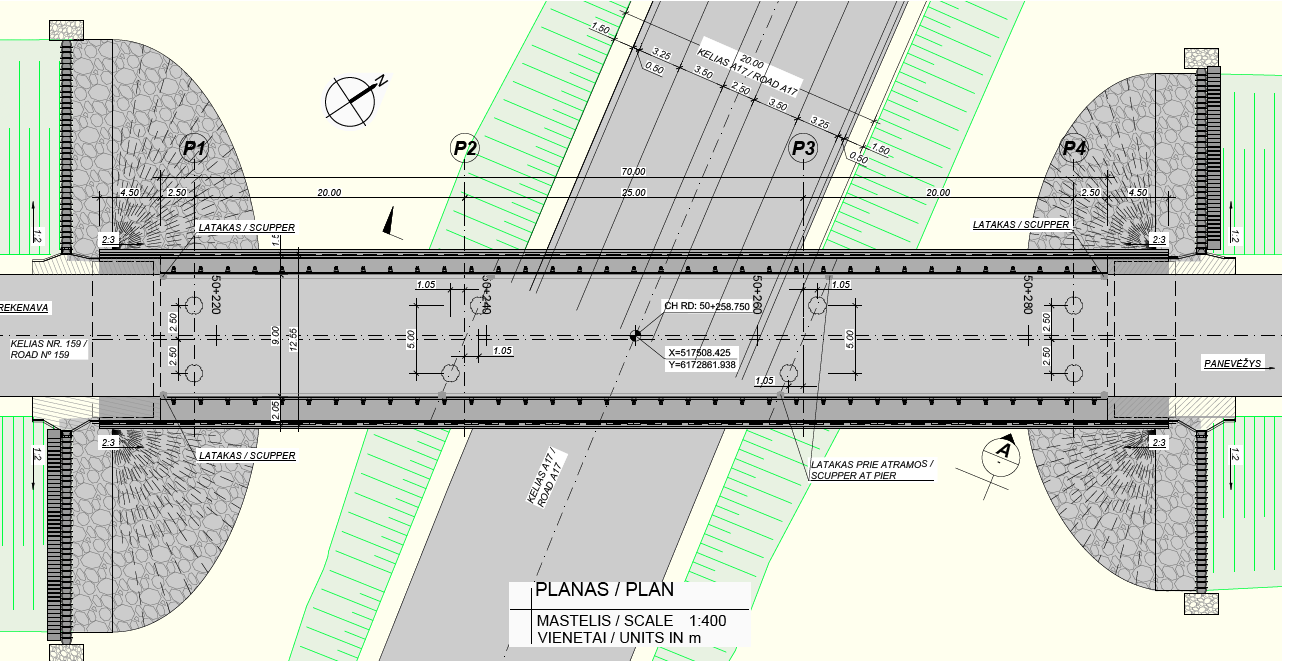 1.50
3.25
0.50
3.50
20.00
KELIAS A17 / ROAD A17
2.50
3.50
3.25
1.50
0.50
N
P1
P2
P3
P4
70.00
4.50
2.50
20.00
25.00
20.00
2.50
4.50
LATAKAS / SCUPPER
LATAKAS / SCUPPER
1:2
2:3
2:3
1:2
50+220
50+240
50+260
50+280
1.05
1.05
REKENAVA
CH RD: 50+258.750
2.50
9.00
12.55
5.00
5.00
2.50
KELIAS NR. 159 /
ROAD Nº 159
2.50
1.05
X=517508.425
Y=6172861.938
2.50
PANEVĖŽYS
1.05
2.05
1:2
2:3
LATAKAS / SCUPPER
2:3
1:2
KELIAS A17 /
ROAD A17
LATAKAS PRIE ATRAMOS /
SCUPPER AT PIER
A
-
PLANAS / PLAN
MASTELIS / SCALE 1:400
VIENETAI / UNITS IN m